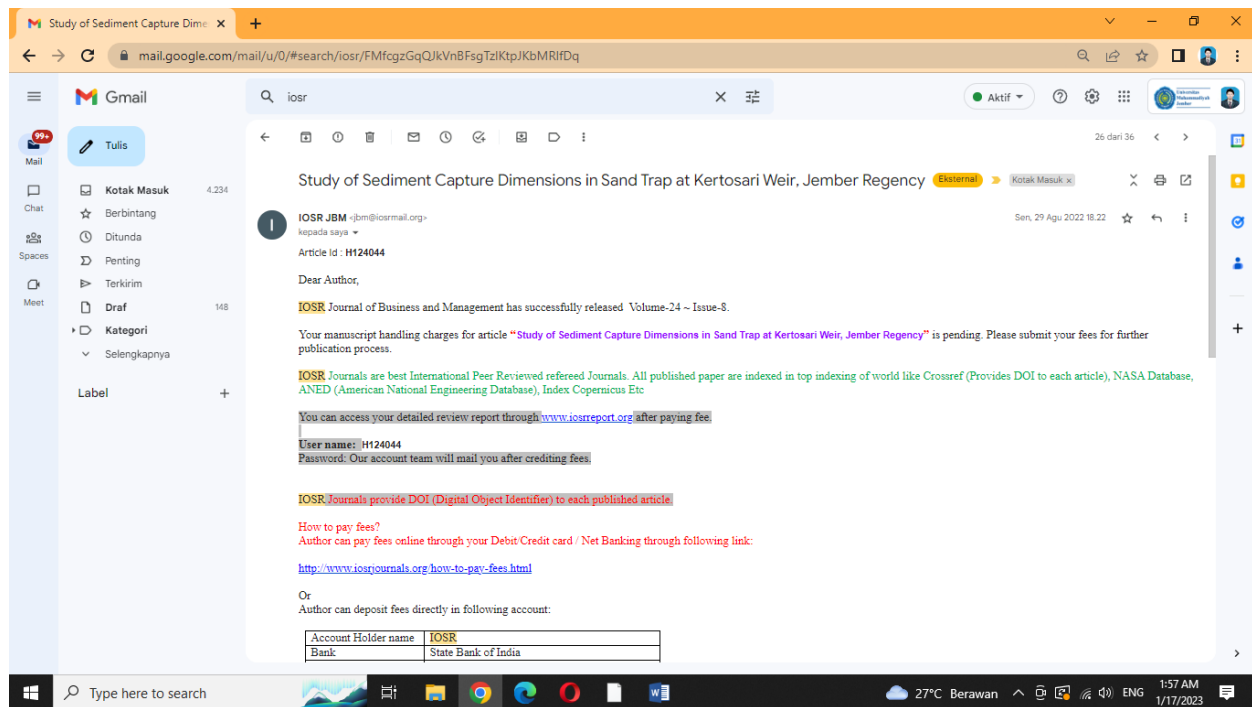 Study of Sediment Capture Dime
mail.google.com/mail/u/0/#search/iosr/FMfcgzGqQJkVnBFsgTzlKtpJKbMRlfDq
Gmail
iosr
Aktif
Universitas
Muhammadiyah
Jember
99+
Mail
Chat
Spaces
Meet
Tulis
Kotak Masuk 4.234
Berbintang
Ditunda
Penting
Terkirim
Draf 148
Kategori
Selengkapnya
Label +
26 dari 36
Study of Sediment Capture Dimensions in Sand Trap at Kertosari Weir, Jember Regency Eksternal Kotak Masuk x
I
IOSR JBM <jbm@iosrmail.org> Sen, 29 Agu 2022 18.22
kepada saya
Article Id : H124044
Dear Author,
IOSR Journal of Business and Management has successfully released Volume-24 ~ Issue-8.
Your manuscript handling charges for article “Study of Sediment Capture Dimensions in Sand Trap at Kertosari Weir, Jember Regency” is pending. Please submit your fees for further
publication process.
IOSR Journals are best International Peer Reviewed refereed Journals. All published paper are indexed in top indexing of world like Crossref (Provides DOI to each article), NASA Database,
ANED (American National Engineering Database), Index Copernicus Etc
You can access your detailed review report through www.iosrreport.org after paying fee.
User name: H124044
Password: Our account team will mail you after crediting fees.
IOSR Journals provide DOI (Digital Object Identifier) to each published article.
How to pay fees?
Author can pay fees online through your Debit/Credit card / Net Banking through following link:
http://www.iosrjournals.org/how-to-pay-fees.html
Or
Author can deposit fees directly in following account:
Account Holder name IOSR
Bank State Bank of India
Type here to search
27°C Berawan
ENG
1:57 AM
1/17/2023